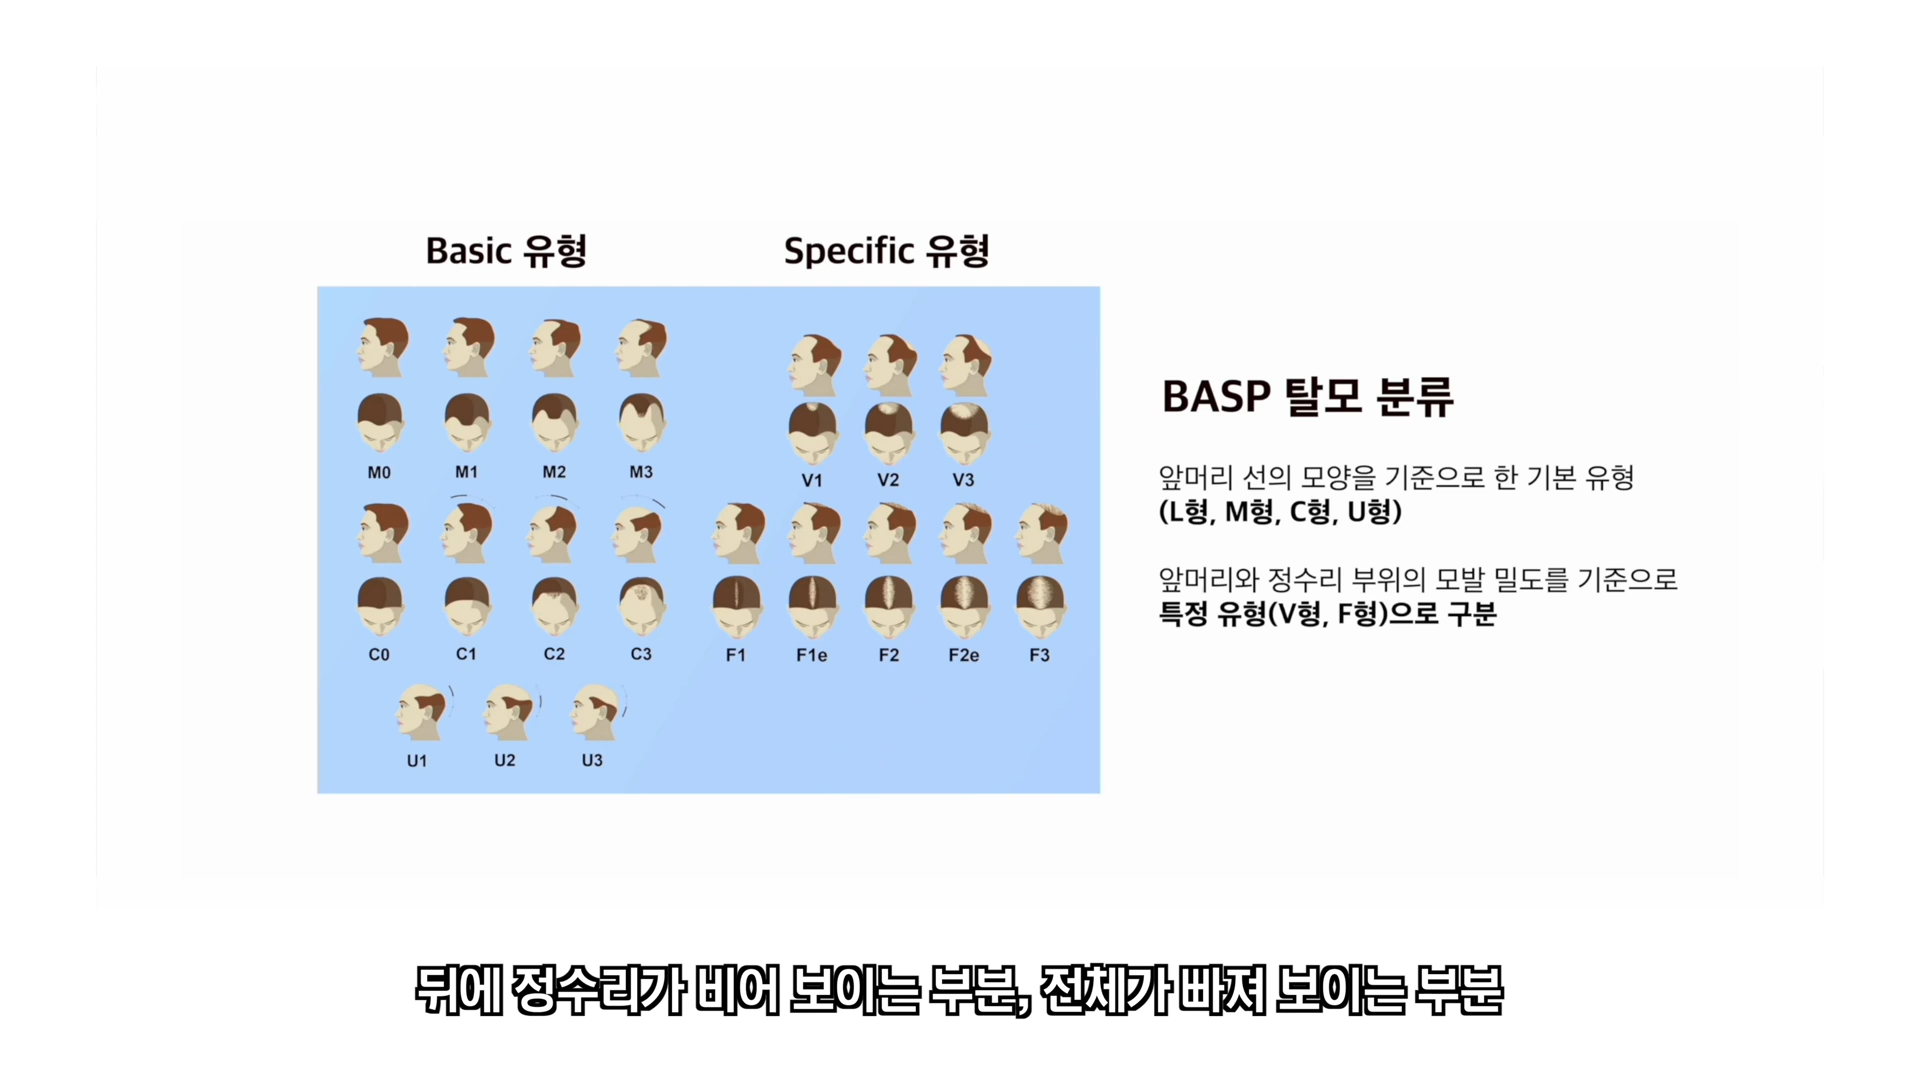 Basic 유형
Specific 유형
M0 M1 M2 M3
V1 V2 V3
C0 C1 C2 C3
F1 F1e F2 F2e F3
U1 U2 U3
BASP 탈모 분류
앞머리 선의 모양을 기준으로 한 기본 유형
(L형, M형, C형, U형)
앞머리와 정수리 부위의 모발 밀도를 기준으로
특정 유형(V형, F형)으로 구분
뒤에 정수리가 비어 보이는 부분, 전체가 빠져 보이는 부분